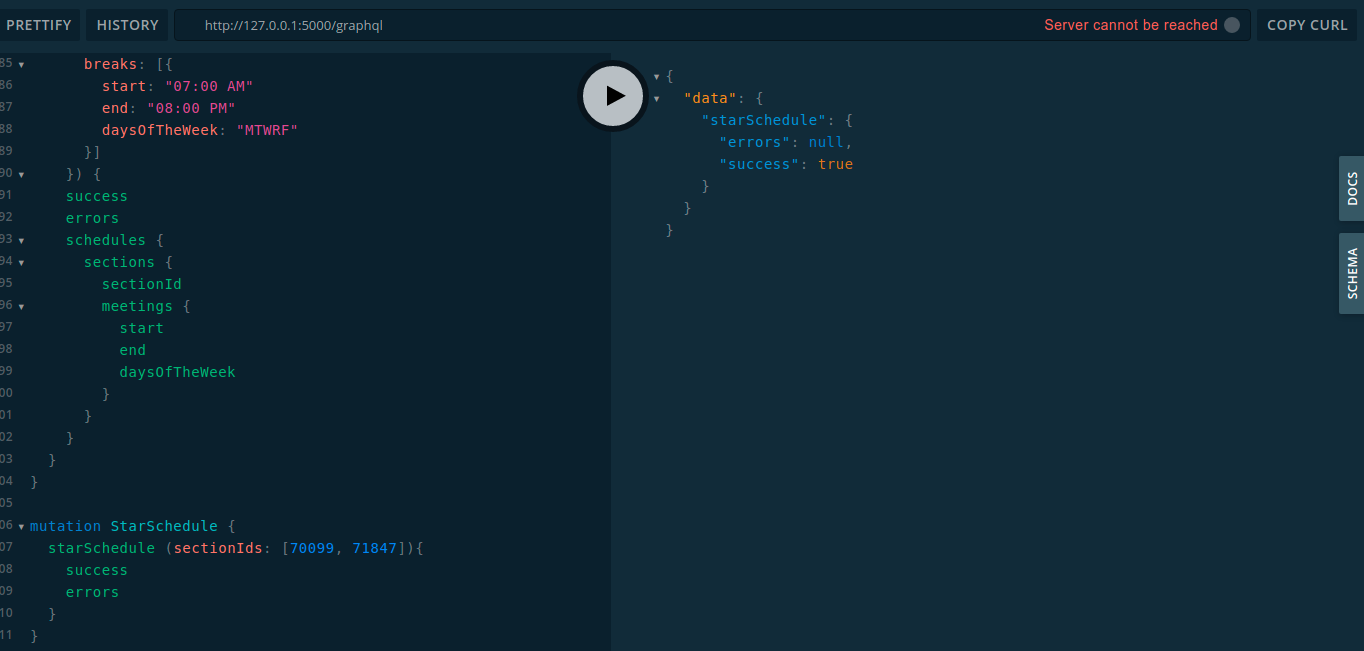 PRETTIFY HISTORY http://127.0.0.1:5000/graphql Server cannot be reached COPY CURL
85 breaks: [{
86 start: "07:00 AM"
87 end: "08:00 PM"
88 daysOfTheWeek: "MTWRF"
89 }]
90 }) {
91 success
92 errors
93 schedules {
94 sections {
95 sectionId
96 meetings {
97 start
98 end
99 daysOfTheWeek
00 }
01 }
02 }
03 }
04 }
05
06 mutation StarSchedule {
07 starSchedule (sectionIds: [70099, 71847]){
08 success
09 errors
10 }
11 }
{
"data": {
"starSchedule": {
"errors": null,
"success": true
}
}
}
DOCS
SCHEMA